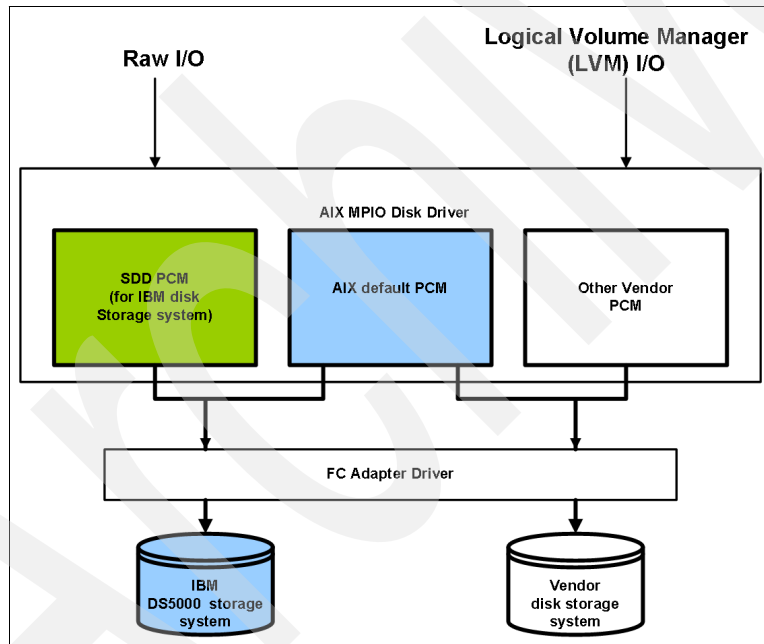 Raw I/O
Logical Volume Manager
(LVM) I/O
AIX MPIO Disk Driver
SDD PCM
(for IBM disk
Storage system)
AIX default PCM
Other Vendor
PCM
FC Adapter Driver
IBM
DS5000 storage
system
Vendor
disk storage
system